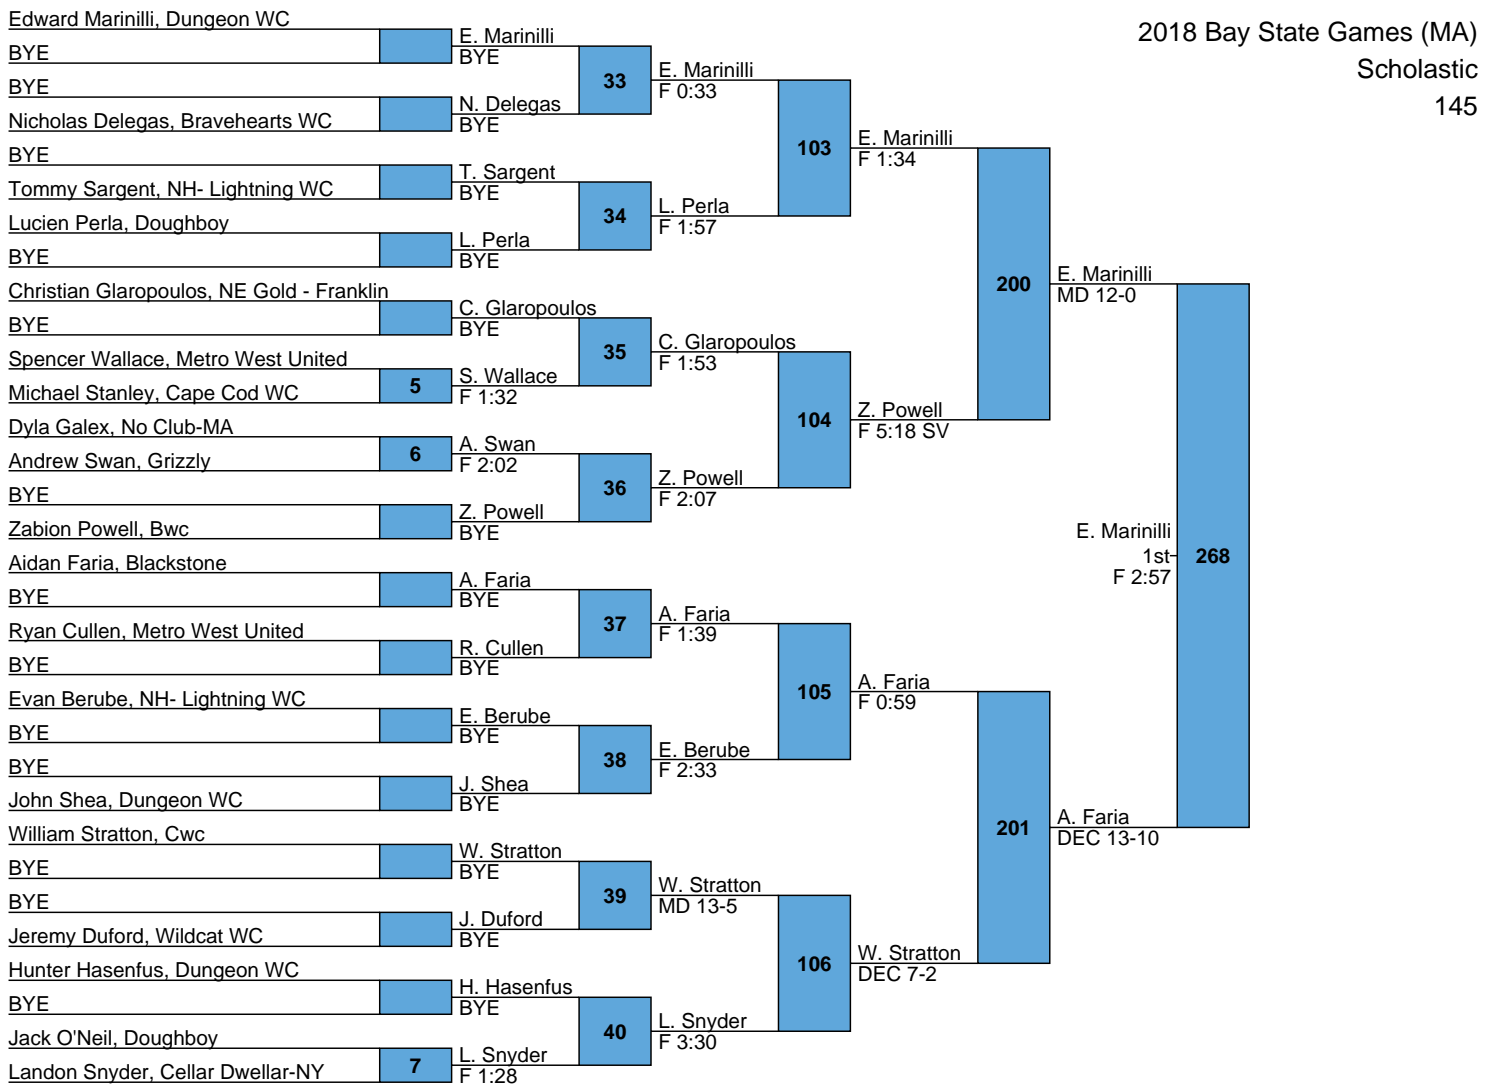 2018 Bay State Games (MA)
Scholastic
145
Edward Marinilli, Dungeon WC
BYE
BYE
Nicholas Delegas, Bravehearts WC
BYE
Tommy Sargent, NH- Lightning WC
Lucien Perla, Doughboy
BYE
Christian Glaropoulos, NE Gold - Franklin
BYE
Spencer Wallace, Metro West United
Michael Stanley, Cape Cod WC
Dyla Galex, No Club-MA
Andrew Swan, Grizzly
BYE
Zabion Powell, Bwc
Aidan Faria, Blackstone
BYE
Ryan Cullen, Metro West United
BYE
Evan Berube, NH- Lightning WC
BYE
BYE
John Shea, Dungeon WC
William Stratton, Cwc
BYE
BYE
Jeremy Duford, Wildcat WC
Hunter Hasenfus, Dungeon WC
BYE
Jack O'Neil, Doughboy
Landon Snyder, Cellar Dwellar-NY
5
6
7
E. Marinilli
BYE
N. Delegas
BYE
T. Sargent
BYE
L. Perla
BYE
C. Glaropoulos
BYE
S. Wallace
F 1:32
A. Swan
F 2:02
Z. Powell
BYE
A. Faria
BYE
R. Cullen
BYE
E. Berube
BYE
J. Shea
BYE
W. Stratton
BYE
J. Duford
BYE
H. Hasenfus
BYE
L. Snyder
F 1:28
33
34
35
36
37
38
39
40
E. Marinilli
F 0:33
L. Perla
F 1:57
C. Glaropoulos
F 1:53
Z. Powell
F 2:07
A. Faria
F 1:39
E. Berube
F 2:33
W. Stratton
MD 13-5
L. Snyder
F 3:30
103
104
105
106
E. Marinilli
F 1:34
Z. Powell
F 5:18 SV
A. Faria
F 0:59
W. Stratton
DEC 7-2
200
201
E. Marinilli
MD 12-0
A. Faria
DEC 13-10
E. Marinilli
1st
F 2:57
268